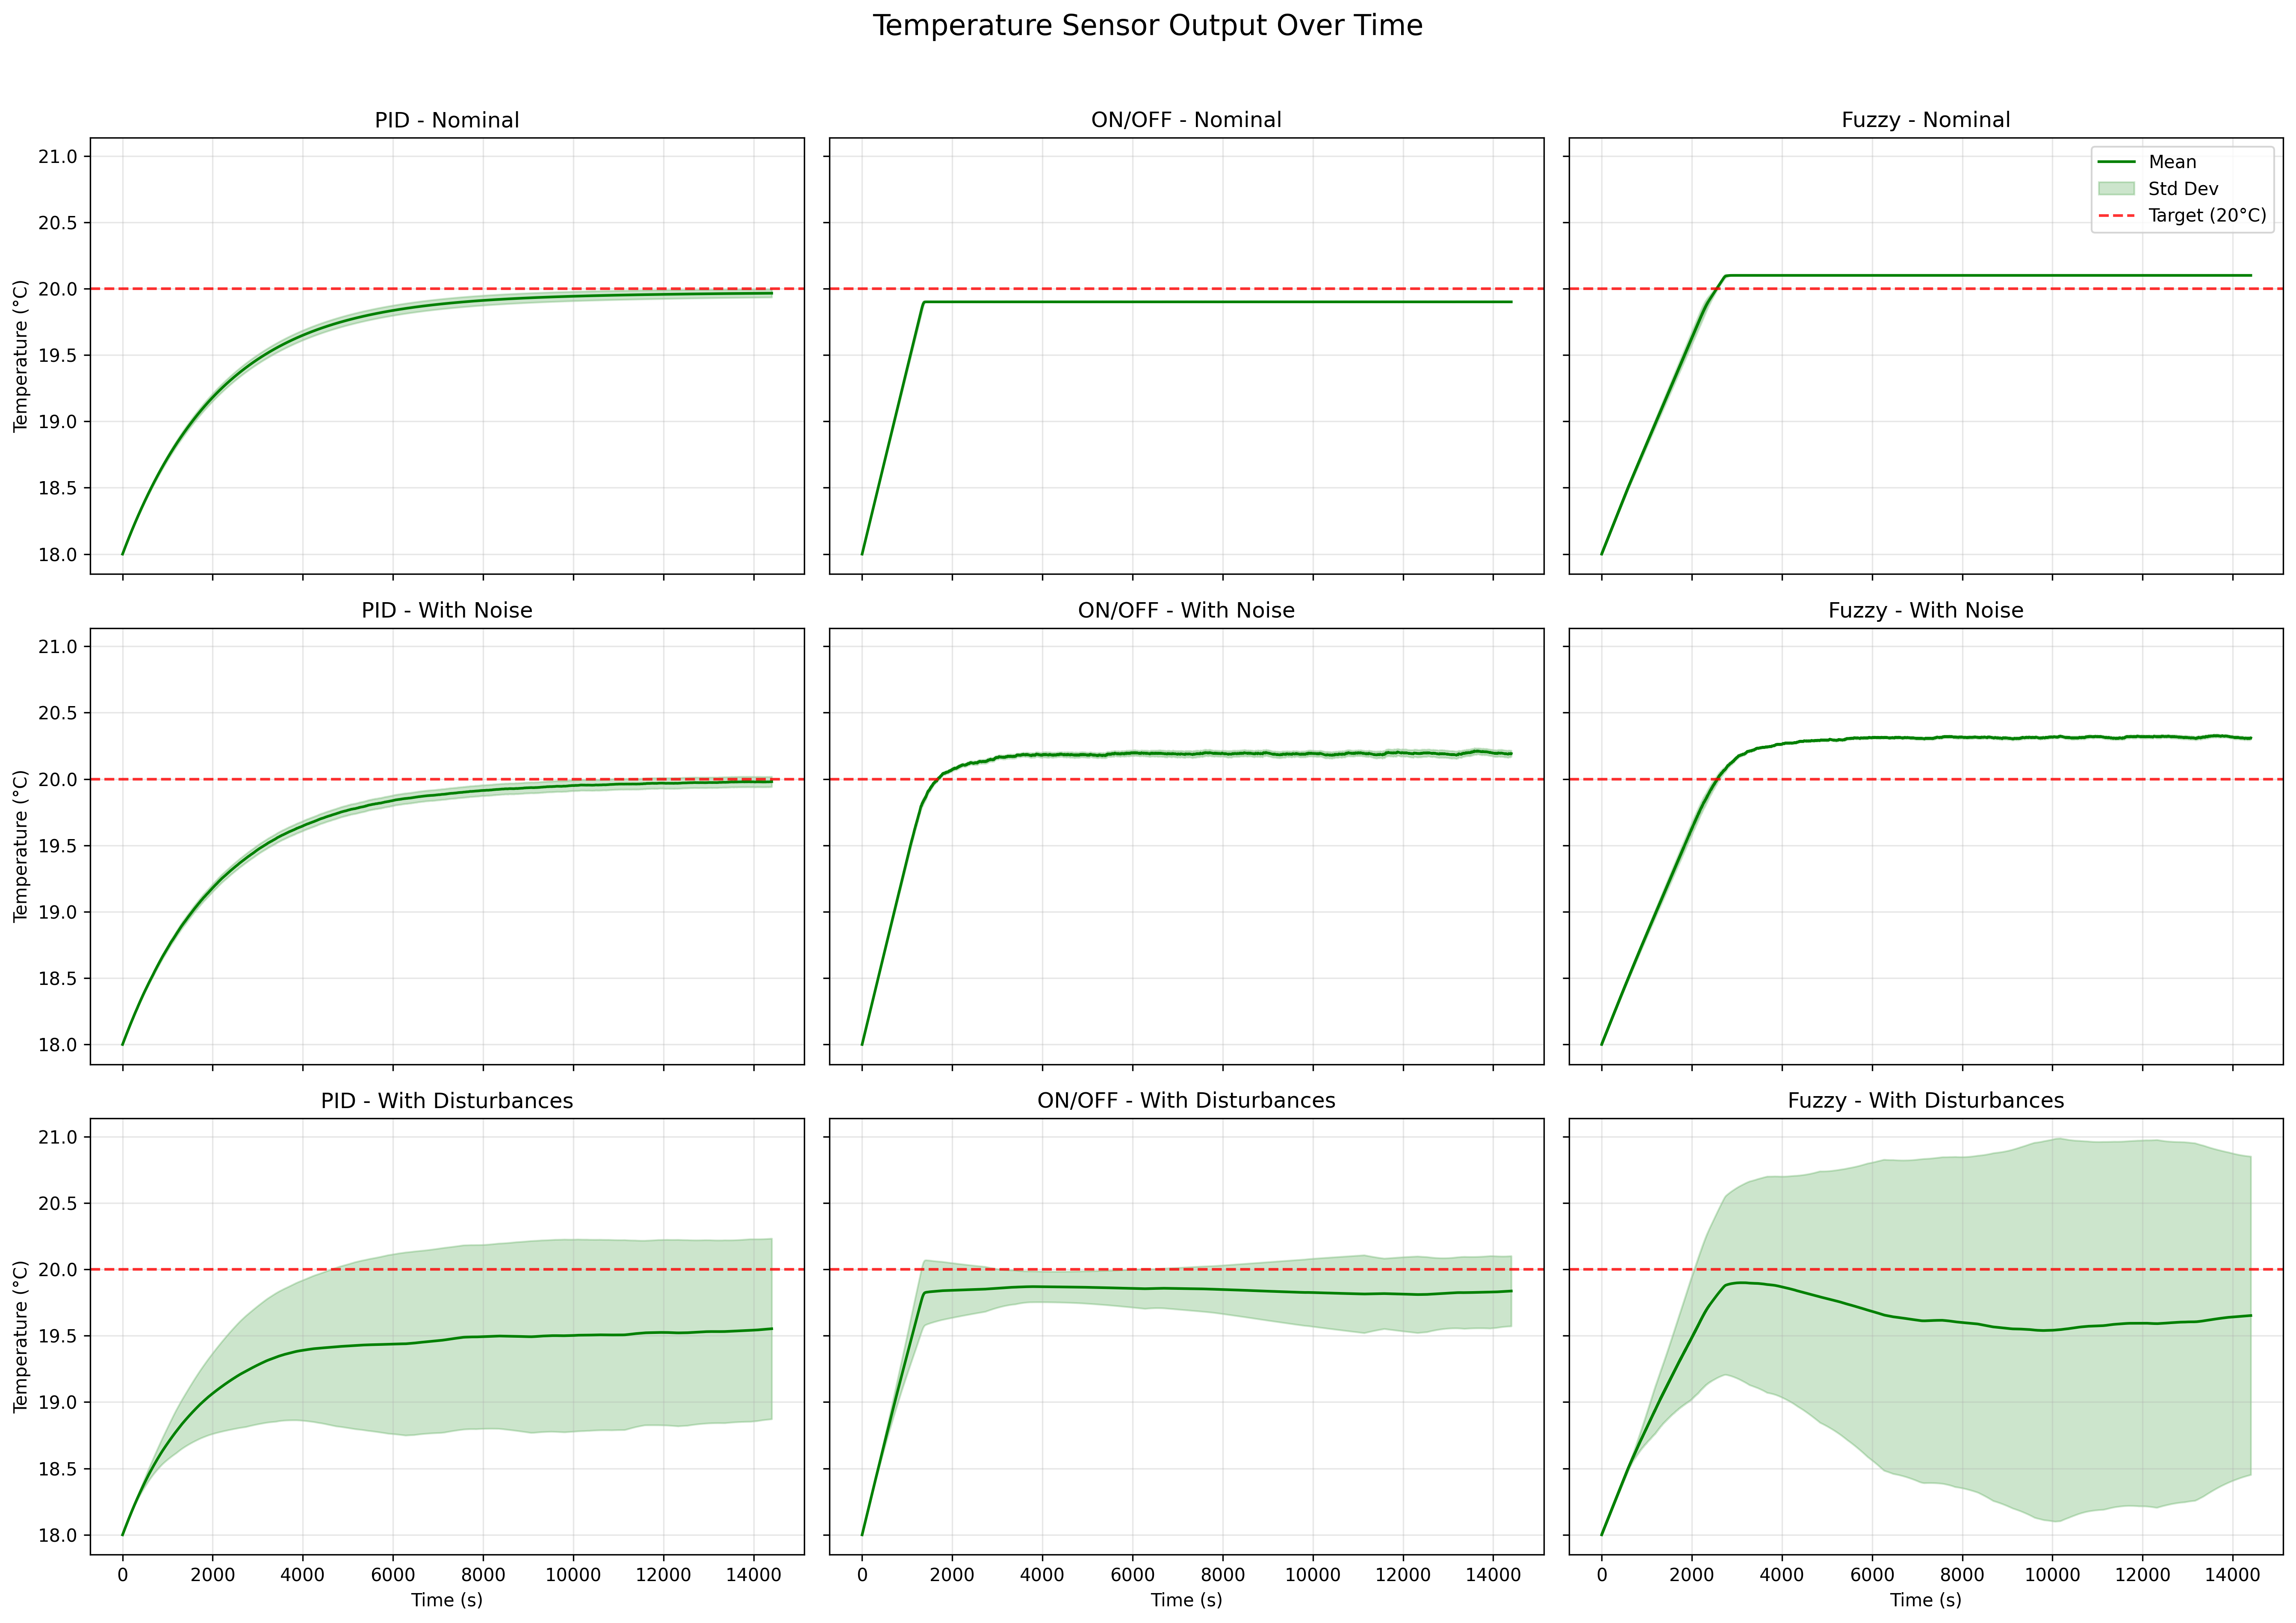 Temperature Sensor Output Over Time
PID - Nominal
ON/OFF - Nominal
Fuzzy - Nominal
21.0
20.5
20.0
19.5
19.0
18.5
18.0
Temperature (°C)
Mean
Std Dev
Target (20°C)
PID - With Noise
ON/OFF - With Noise
Fuzzy - With Noise
21.0
20.5
20.0
19.5
19.0
18.5
18.0
Temperature (°C)
PID - With Disturbances
ON/OFF - With Disturbances
Fuzzy - With Disturbances
21.0
20.5
20.0
19.5
19.0
18.5
18.0
Temperature (°C)
0 2000 4000 6000 8000 10000 12000 14000
Time (s)
0 2000 4000 6000 8000 10000 12000 14000
Time (s)
0 2000 4000 6000 8000 10000 12000 14000
Time (s)